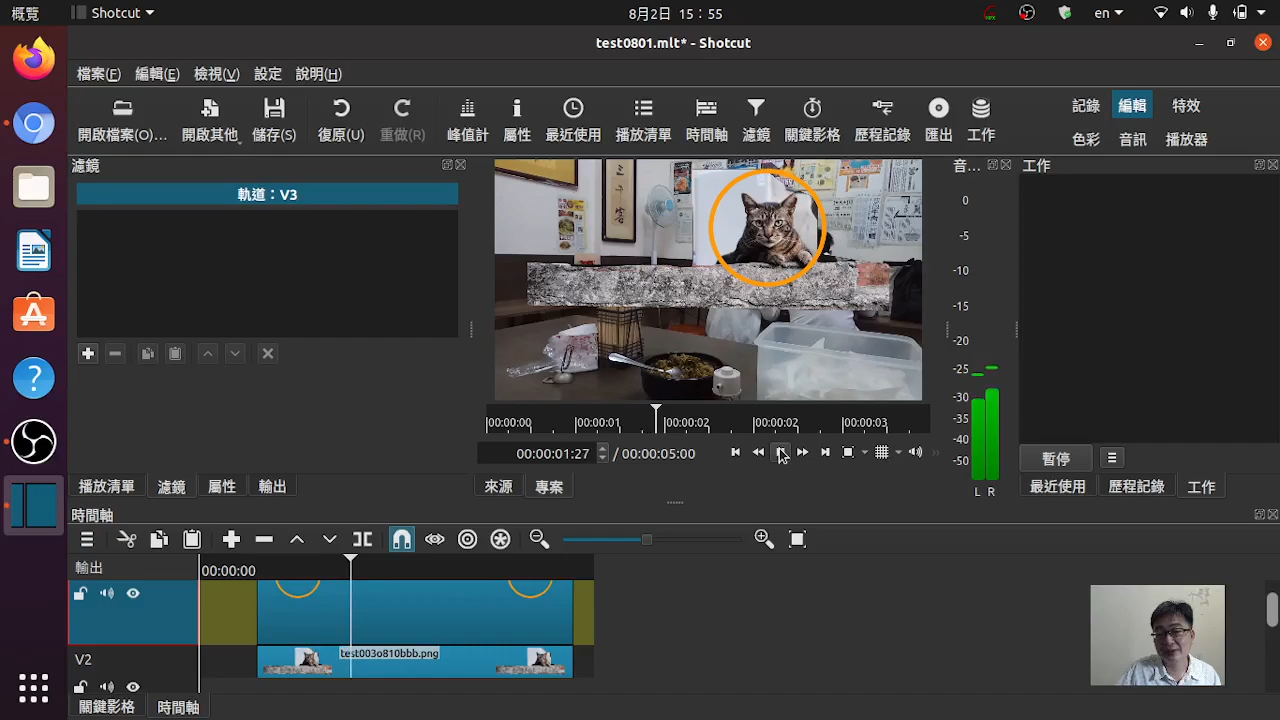 概覽
Shotcut
8月2日 15：55
en
test0801.mlt* - Shotcut
檔案(F)
編輯(E)
檢視(V)
設定
說明(H)
開啟檔案(O)...
開啟其他.
儲存(S)
復原(U)
重做(R)
峰值計
屬性
最近使用
播放清單
時間軸
濾鏡
關鍵影格
歷程記錄
匯出
工作
記錄
編輯
特效
色彩
音訊
播放器
濾鏡
軌道：V3
音...
工作
0
-5
-10
-15
-20
-25
-30
-35
-40
-50
L R
00:00:00
00:00:01
00:00:02
00:00:02
00:00:03
00:00:01:27 / 00:00:05:00
暫停
播放清單
濾鏡
屬性
輸出
來源
專案
最近使用
歷程記錄
工作
時間軸
輸出
00:00:00
V2
test003o810bbb.png
關鍵影格
時間軸